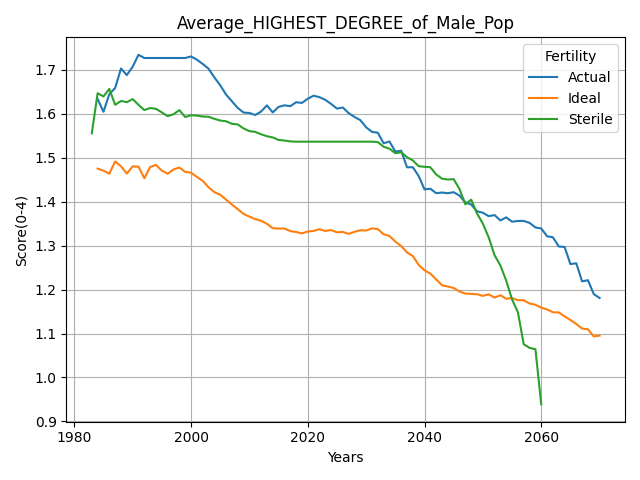 Average_HIGHEST_DEGREE_of_Male_Pop
Fertility
Actual
Ideal
Sterile
Score(0-4)
1.7
1.6
1.5
1.4
1.3
1.2
1.1
1.0
0.9
1980 2000 2020 2040 2060
Years